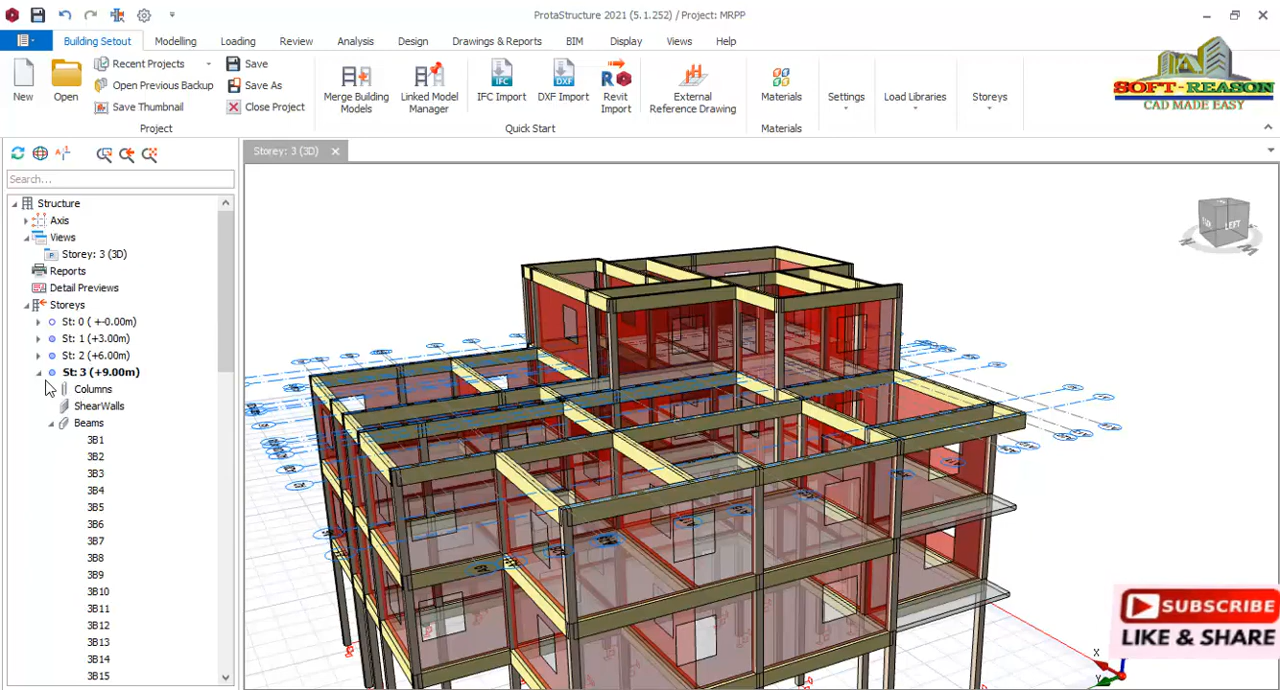 ProtaStructure 2021 (5.1.252) / Project: MRPP
Building Setout Modelling Loading Review Analysis Design Drawings & Reports BIM Display Views Help
New
Open
Recent Projects
Open Previous Backup
Save Thumbnail
Save
Save As
Close Project
Project
Merge Building Models
Linked Model Manager
IFC Import
DXF Import
Revit Import
External Reference Drawing
Quick Start
Materials
Materials
Settings
Load Libraries
Storeys
SOFT-REASON
CAD MADE EASY
Search...
Storey: 3 (3D)
Structure
Axis
Views
Storey: 3 (3D)
Reports
Detail Previews
Storeys
St: 0 ( +-0.00m)
St: 1 (+3.00m)
St: 2 (+6.00m)
St: 3 (+9.00m)
Columns
ShearWalls
Beams
3B1
3B2
3B3
3B4
3B5
3B6
3B7
3B8
3B9
3B10
3B11
3B12
3B13
3B14
3B15
LEFT
SUBSCRIBE
LIKE & SHARE
X
Y